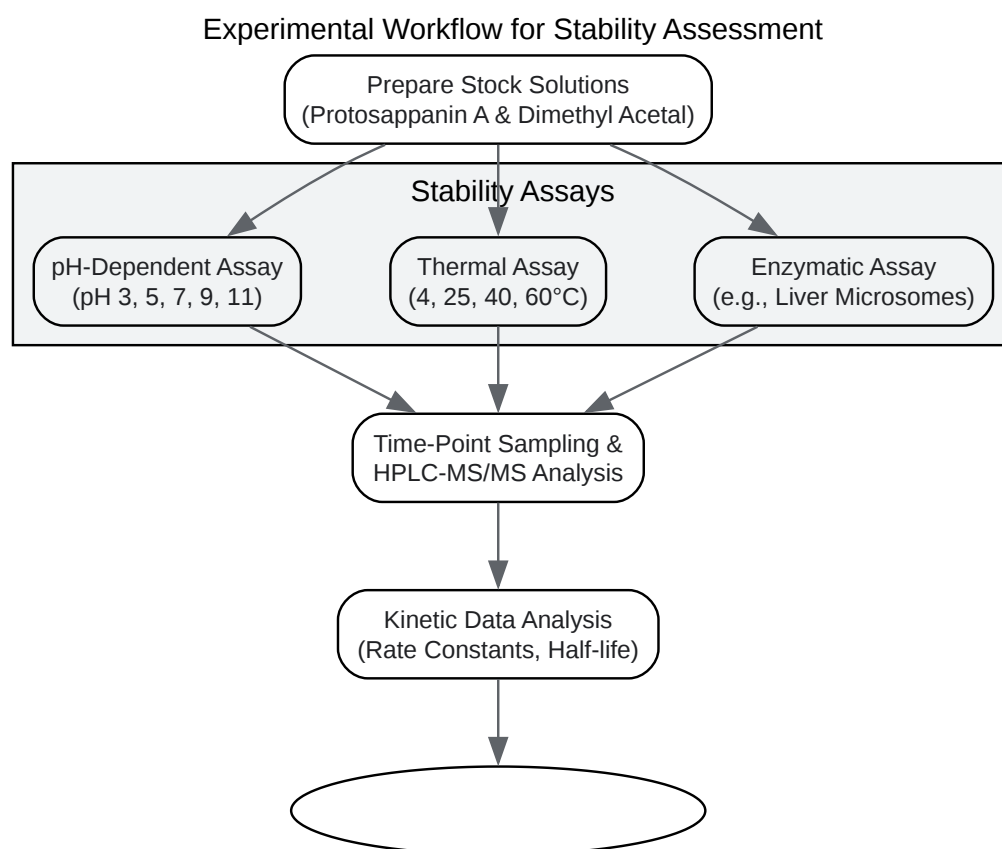 Experimental Workflow for Stability Assessment
Prepare Stock Solutions
(Protosappanin A & Dimethyl Acetal)
Stability Assays
pH-Dependent Assay
(pH 3, 5, 7, 9, 11)
Thermal Assay
(4, 25, 40, 60°C)
Enzymatic Assay
(e.g., Liver Microsomes)
Time-Point Sampling &
HPLC-MS/MS Analysis
Kinetic Data Analysis
(Rate Constants, Half-life)